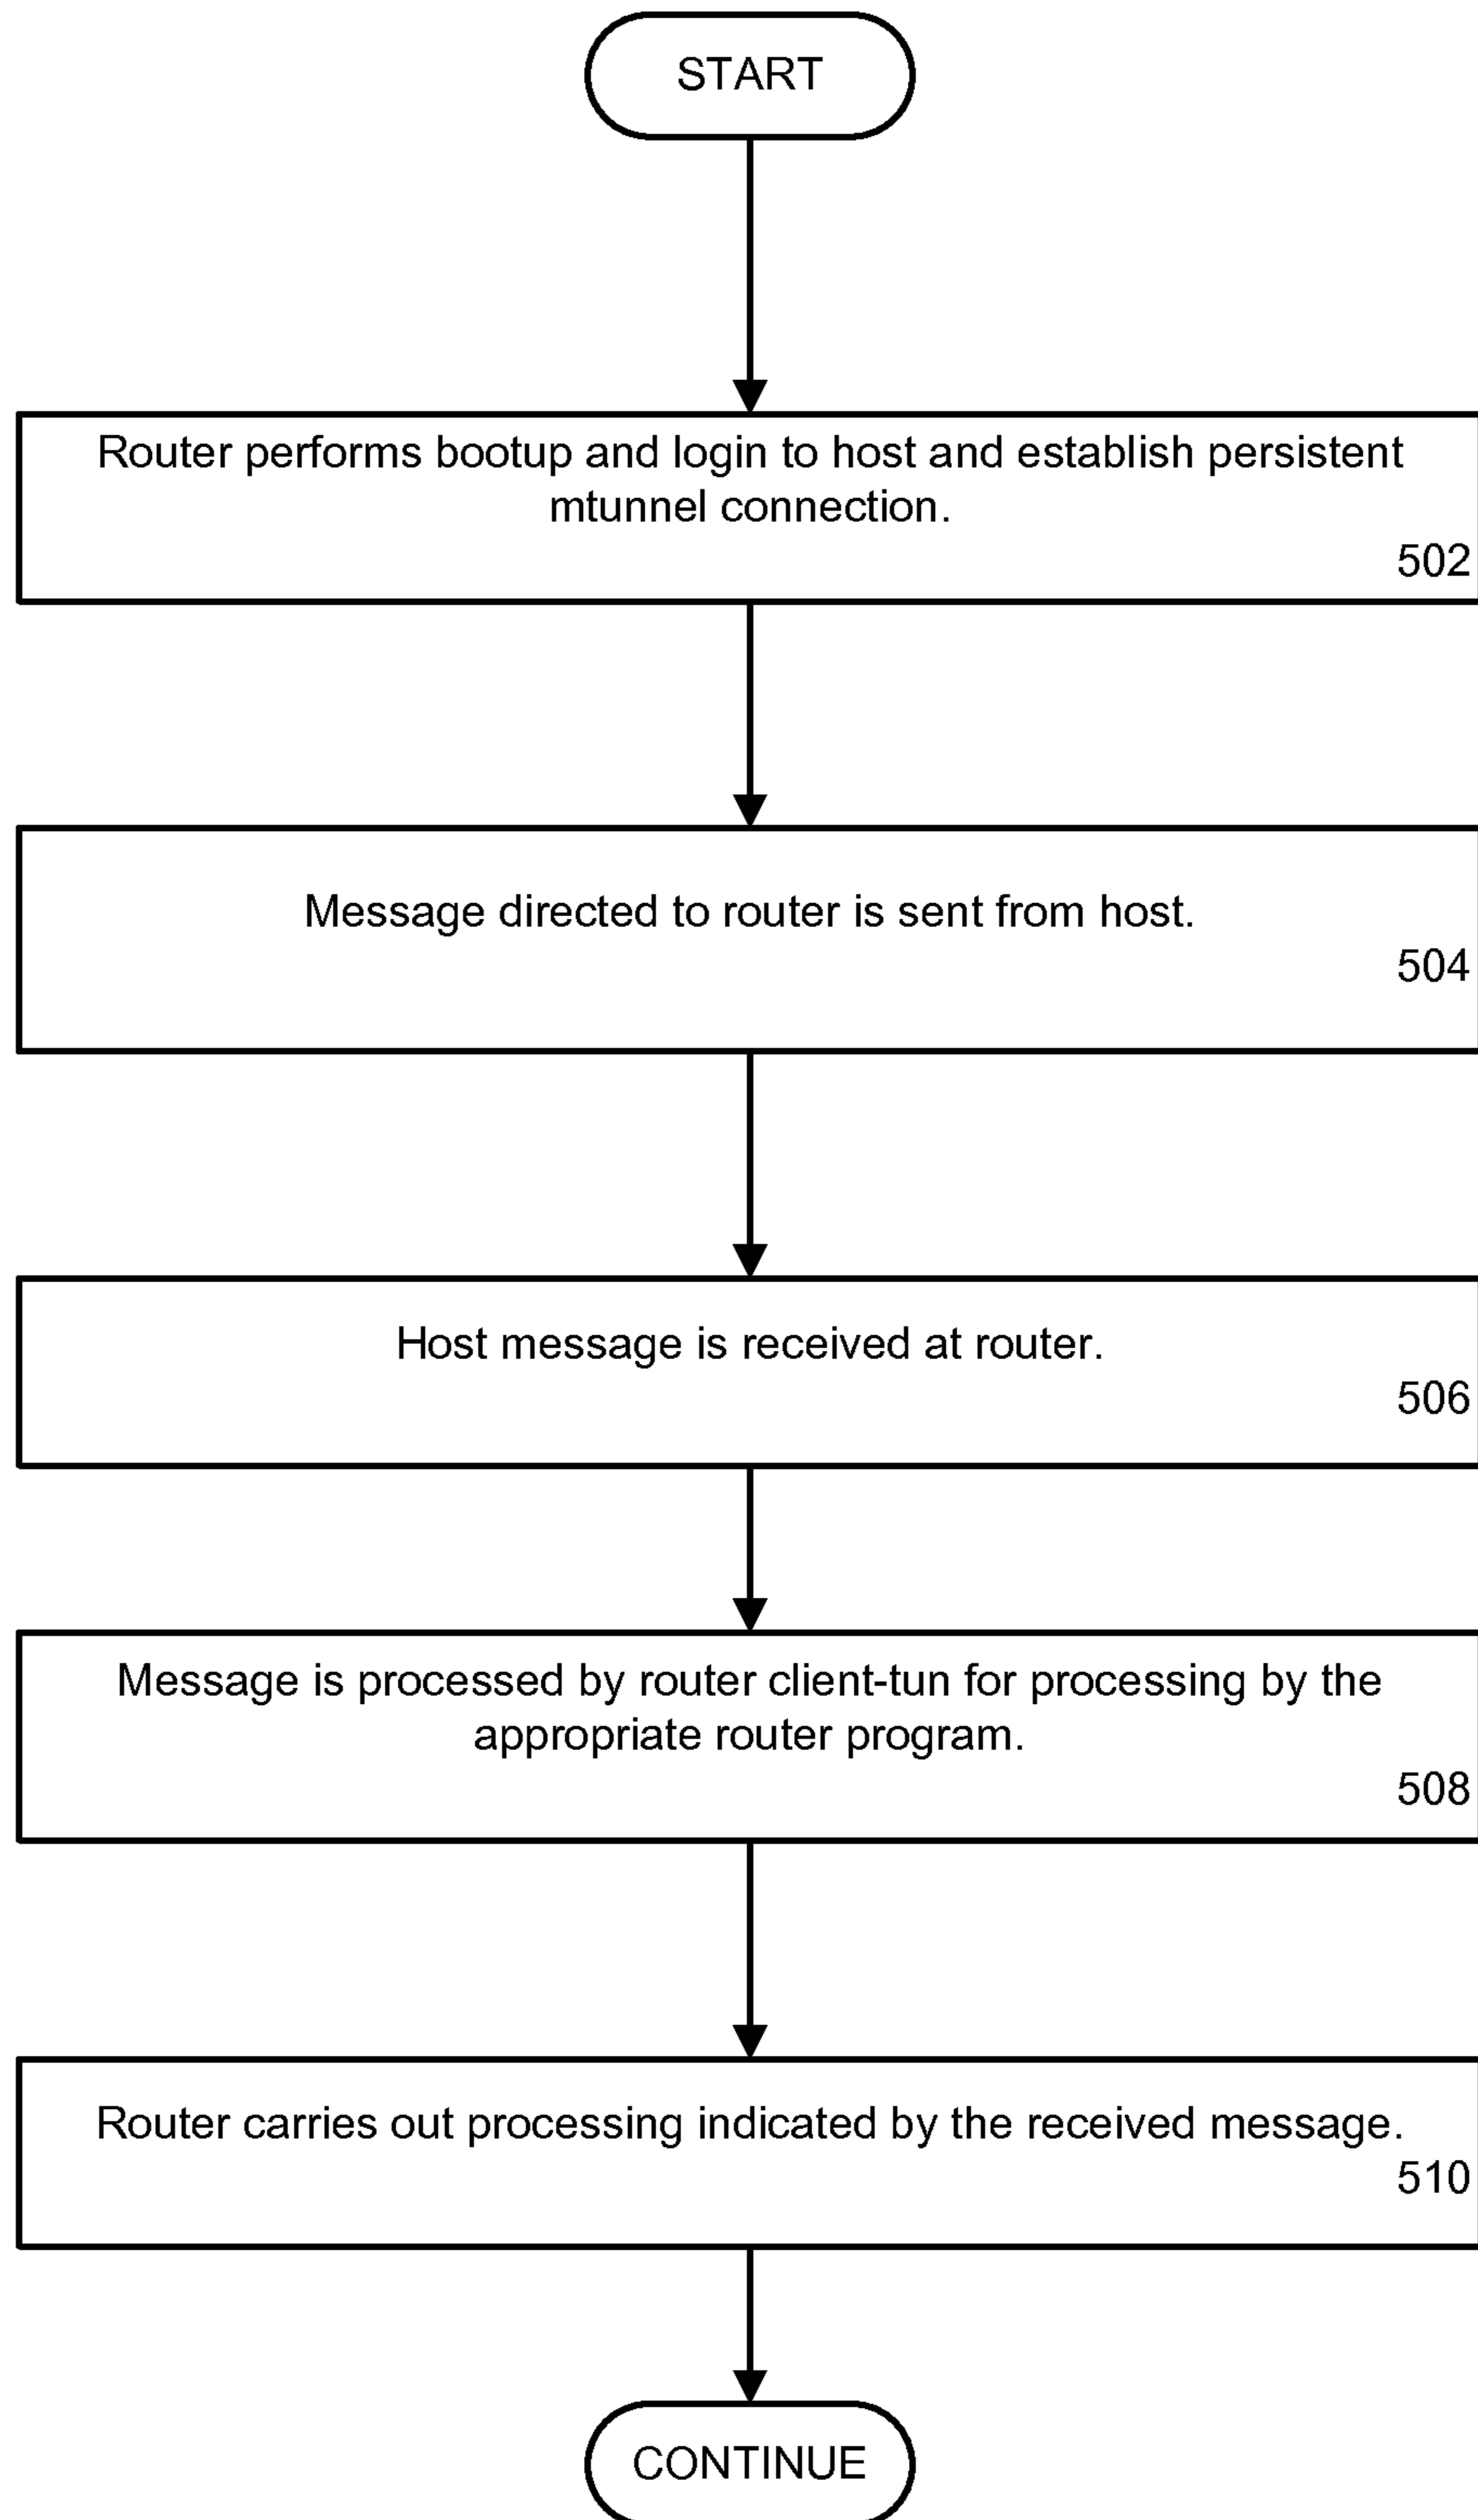 START
Router performs bootup and login to host and establish persistent
mtunnel connection.
502
Message directed to router is sent from host.
504
Host message is received at router.
506
Message is processed by router client-tun for processing by the
appropriate router program.
508
Router carries out processing indicated by the received message.
510
CONTINUE